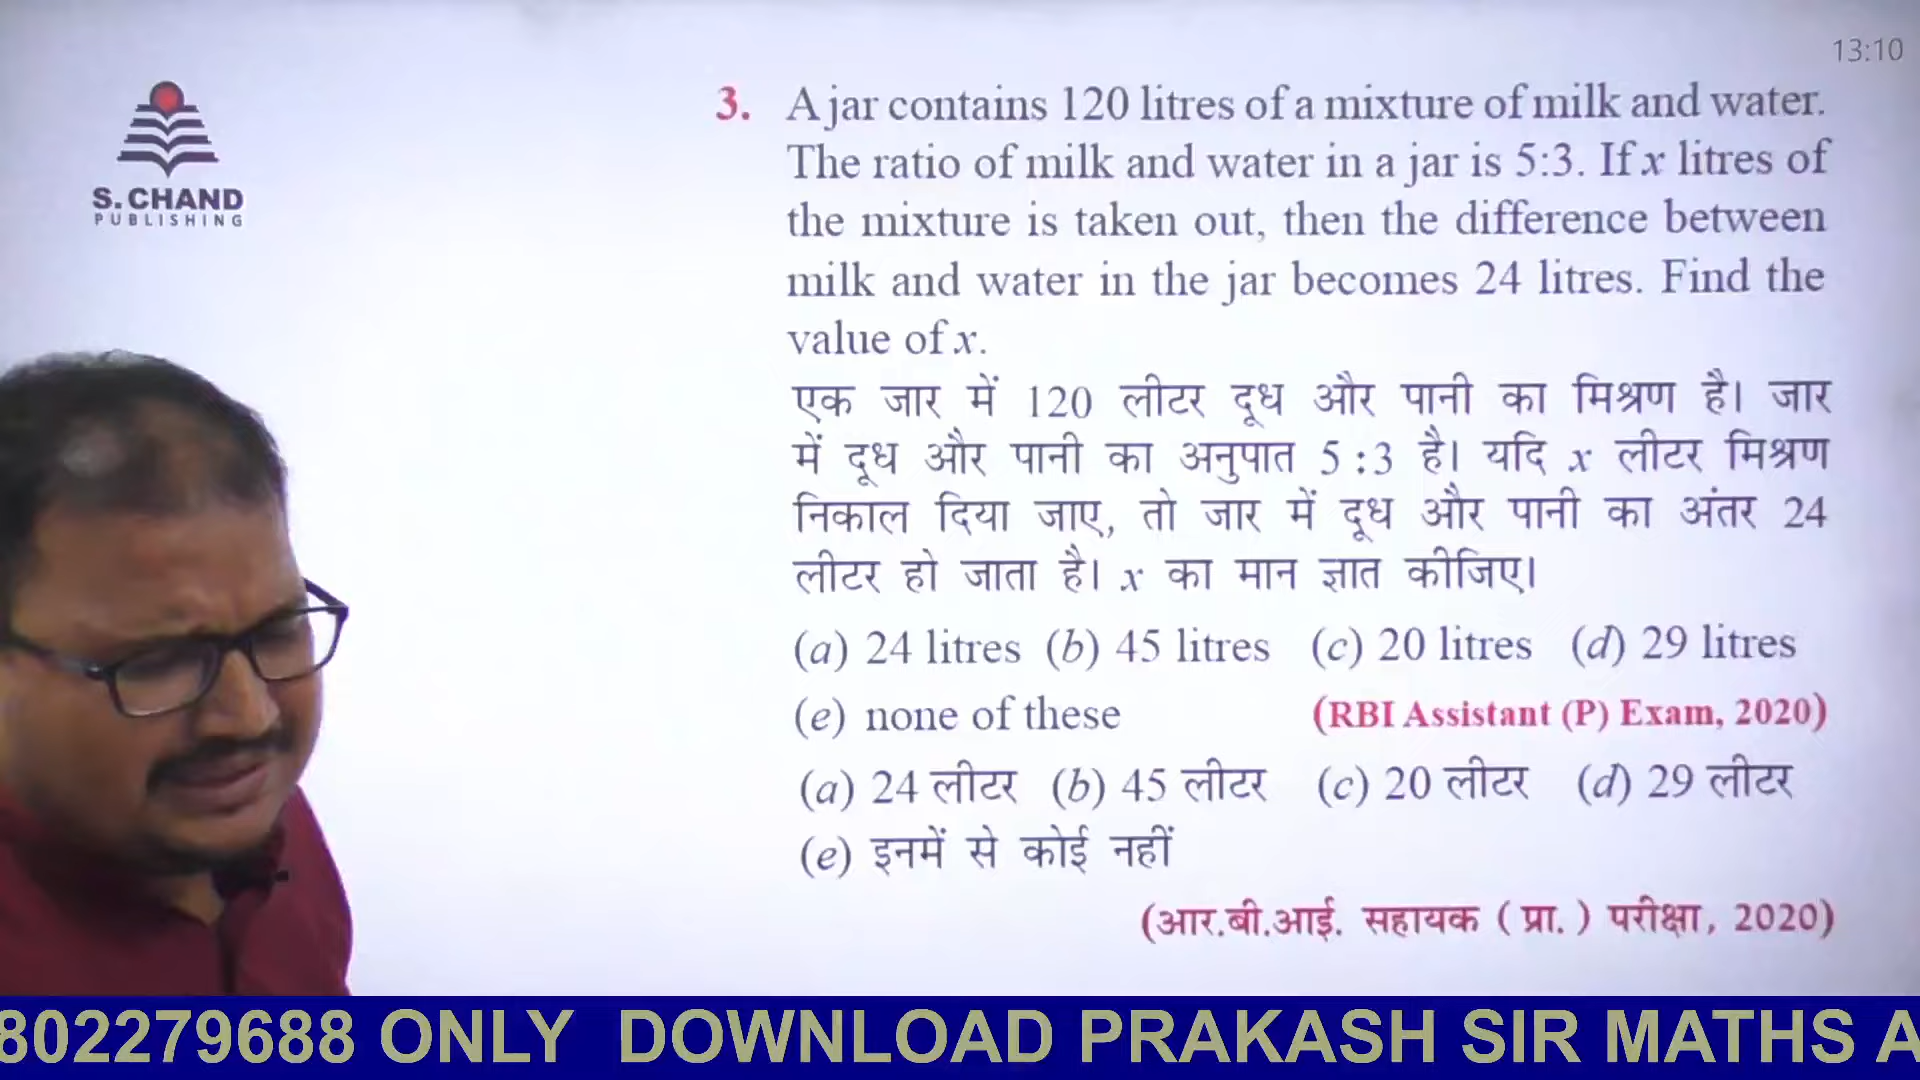 13:10
S. CHAND
PUBLISHING
3. A jar contains 120 litres of a mixture of milk and water.
The ratio of milk and water in a jar is 5:3. If x litres of
the mixture is taken out, then the difference between
milk and water in the jar becomes 24 litres. Find the
value of x.
एक जार में 120 लीटर दूध और पानी का मिश्रण है। जार
में दूध और पानी का अनुपात 5:3 है। यदि x लीटर मिश्रण
निकाल दिया जाए, तो जार में दूध और पानी का अंतर 24
लीटर हो जाता है। x का मान ज्ञात कीजिए।
(a) 24 litres (b) 45 litres (c) 20 litres (d) 29 litres
(e) none of these (RBI Assistant (P) Exam, 2020)
(a) 24 लीटर (b) 45 लीटर (c) 20 लीटर (d) 29 लीटर
(e) इनमें से कोई नहीं
(आर.बी.आई. सहायक (प्रा.) परीक्षा, 2020)
802279688 ONLY DOWNLOAD PRAKASH SIR MATHS A